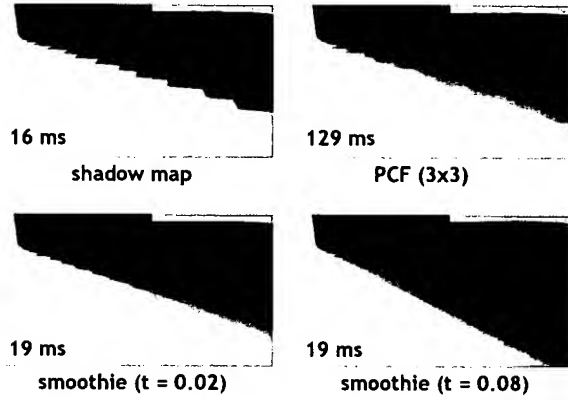 16 ms
129 ms
shadow map
PCF (3x3)
19 ms
19 ms
smoothie (t = 0.02)
smoothie (t = 0.08)